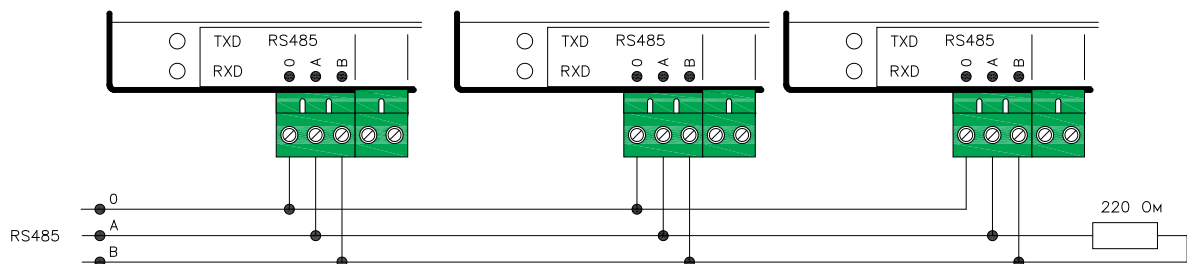 TXD RS485 TXD RS485 TXD RS485
RXD 0 A B RXD 0 A B RXD 0 A B
0
220 Ом
A
RS485
B